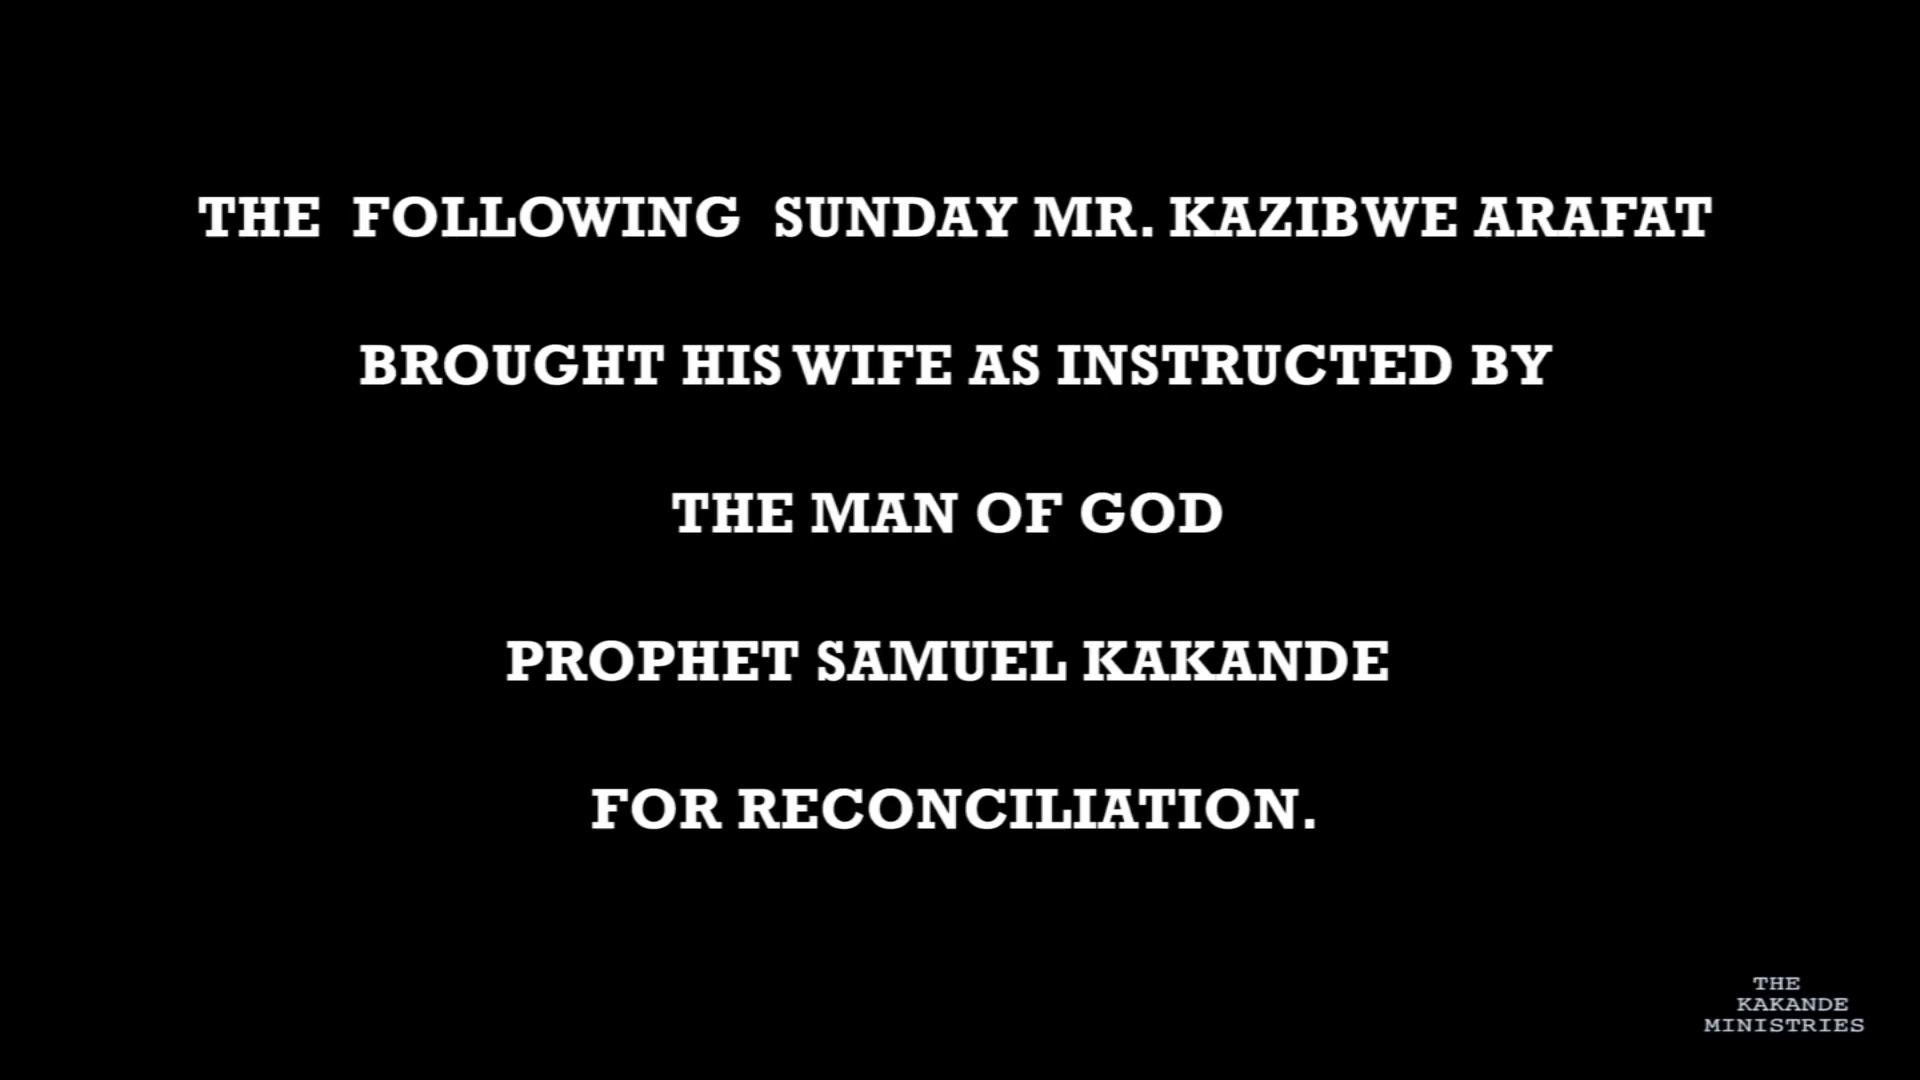 THE FOLLOWING SUNDAY MR. KAZIBWE ARAFAT
BROUGHT HIS WIFE AS INSTRUCTED BY
THE MAN OF GOD
PROPHET SAMUEL KAKANDE
FOR RECONCILIATION.
THE
KAKANDE
MINISTRIES